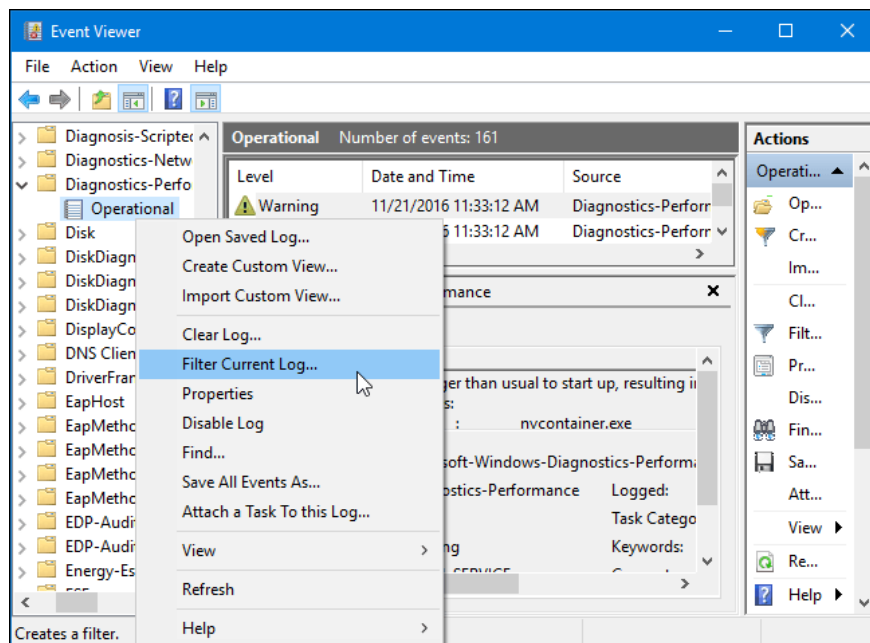 Event Viewer
File Action View Help
Diagnosis-Scripted
Diagnostics-Netw
Diagnostics-Perfo
Operational
Disk
DiskDiagn
DiskDiagn
DiskDiagn
DisplayCo
DNS Clien
DriverFran
EapHost
EapMetho
EapMetho
EapMetho
EapMetho
EDP-Audi
EDP-Audi
Energy-Es
Operational Number of events: 161
Level Date and Time Source
Warning 11/21/2016 11:33:12 AM Diagnostics-Perforr
6 11:33:12 AM Diagnostics-Perforr
Open Saved Log...
Create Custom View...
Import Custom View...
Clear Log...
Filter Current Log...
Properties
Disable Log
Find...
Save All Events As...
Attach a Task To this Log...
View
Refresh
Help
mance
ger than usual to start up, resulting i
s:
: nvcontainer.exe
soft-Windows-Diagnostics-Performa
ostics-Performance Logged:
Task Catego
ng Keywords:
Actions
Operati...
Op...
Cr...
Im...
Cl...
Filt...
Pr...
Dis...
Fin...
Sa...
Att...
View
Re...
Help
Creates a filter.